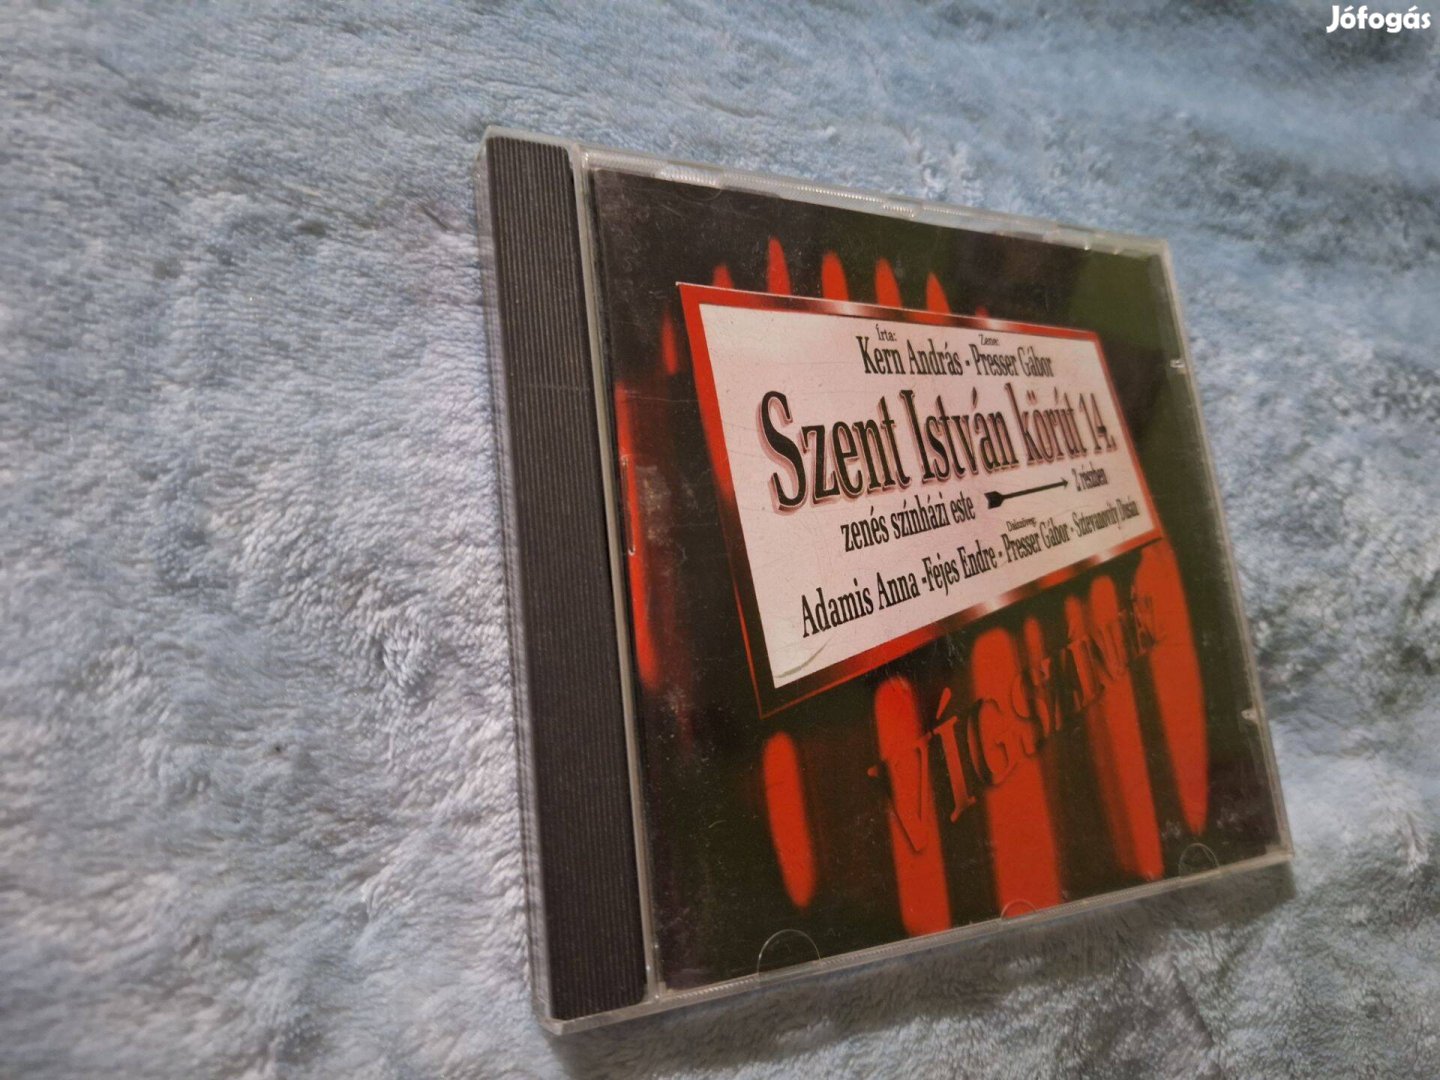 Jófogás
Írta: Zene:
Kern András - Presser Gábor
Szent István körút 14.
zenés színházi este 2 részben
Dalszöveg:
Adamis Anna - Fejes Endre - Presser Gábor - Sztevanovity Dusán
VÍGSZÍNHÁZ